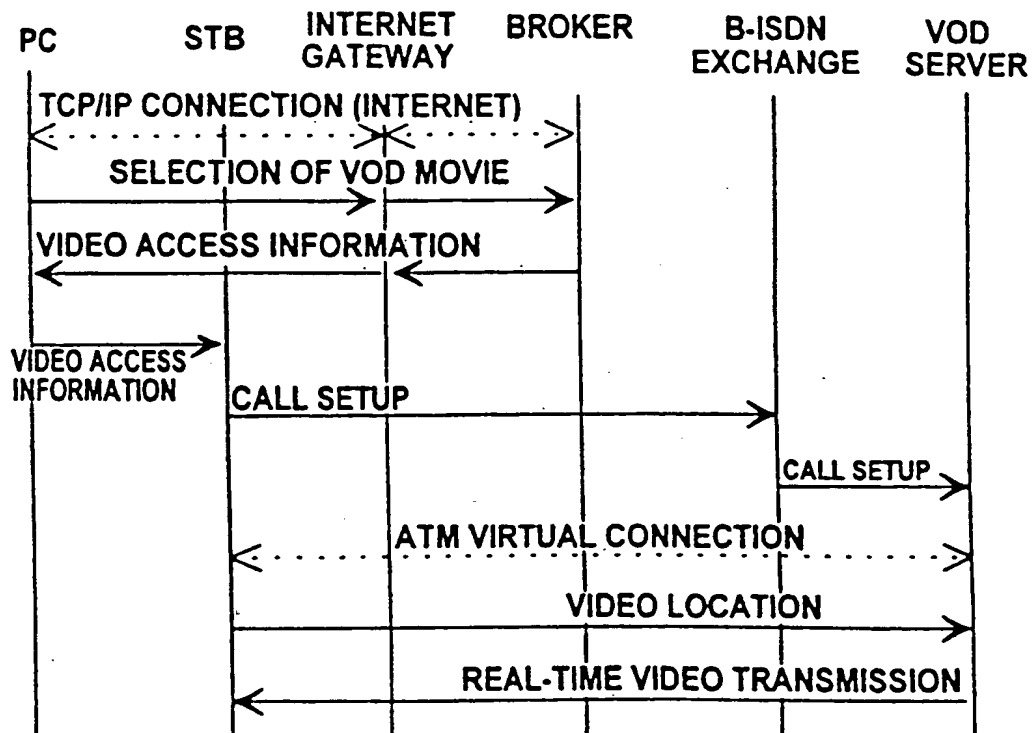 PC
STB
INTERNET
GATEWAY
BROKER
B-ISDN
EXCHANGE
VOD
SERVER
TCP/IP CONNECTION (INTERNET)
SELECTION OF VOD MOVIE
VIDEO ACCESS INFORMATION
VIDEO ACCESS
INFORMATION
CALL SETUP
CALL SETUP
ATM VIRTUAL CONNECTION
VIDEO LOCATION
REAL-TIME VIDEO TRANSMISSION